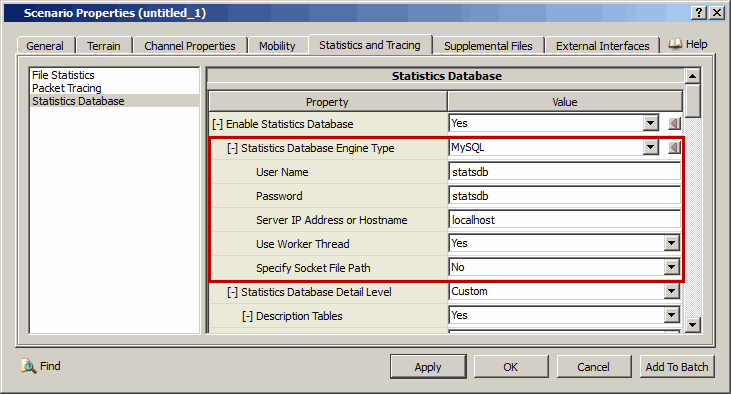 Scenario Properties (untitled_1)
General Terrain Channel Properties Mobility Statistics and Tracing Supplemental Files External Interfaces Help
File Statistics
Packet Tracing
Statistics Database
Statistics Database
Property Value
[-] Enable Statistics Database Yes
[-] Statistics Database Engine Type MySQL
User Name statsdb
Password statsdb
Server IP Address or Hostname localhost
Use Worker Thread Yes
Specify Socket File Path No
[-] Statistics Database Detail Level Custom
[-] Description Tables Yes
Find Apply OK Cancel Add To Batch